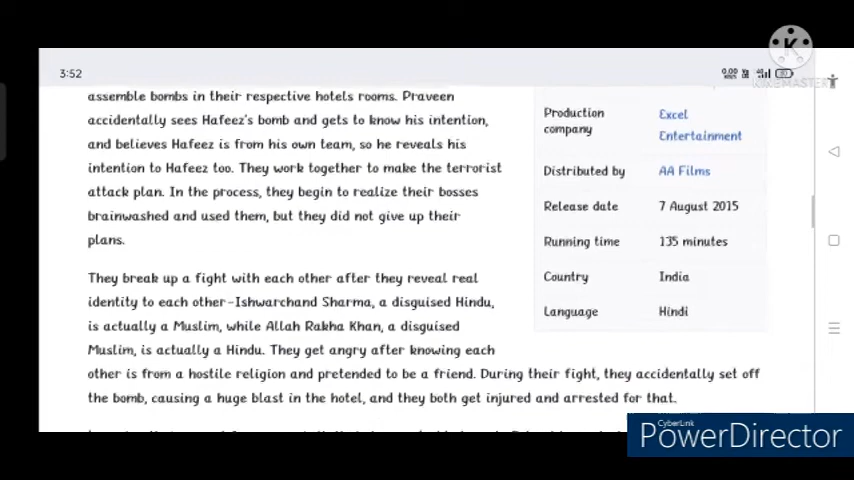 KINEMASTER
3:52
assemble bombs in their respective hotels rooms. Praveen
accidentally sees Hafeez's bomb and gets to know his intention,
and believes Hafeez is from his own team, so he reveals his
intention to Hafeez too. They work together to make the terrorist
attack plan. In the process, they begin to realize their bosses
brainwashed and used them, but they did not give up their
plans.
They break up a fight with each other after they reveal real
identity to each other-Ishwarchand Sharma, a disguised Hindu,
is actually a Muslim, while Allah Rakha Khan, a disguised
Muslim, is actually a Hindu. They get angry after knowing each
other is from a hostile religion and pretended to be a friend. During their fight, they accidentally set off
the bomb, causing a huge blast in the hotel, and they both get injured and arrested for that.
Production company
Excel Entertainment
Distributed by
AA Films
Release date
7 August 2015
Running time
135 minutes
Country
India
Language
Hindi
CyberLink
PowerDirector